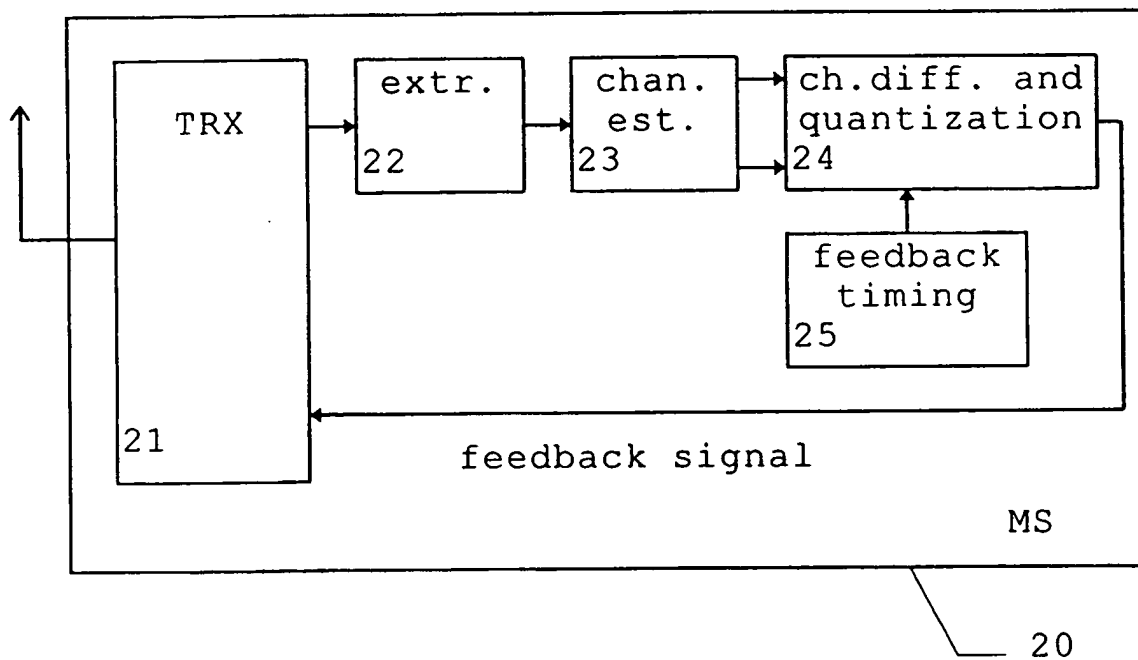 TRX
21
extr.
22
chan.
est.
23
ch.diff. and
quantization
24
feedback
timing
25
feedback signal
MS
20